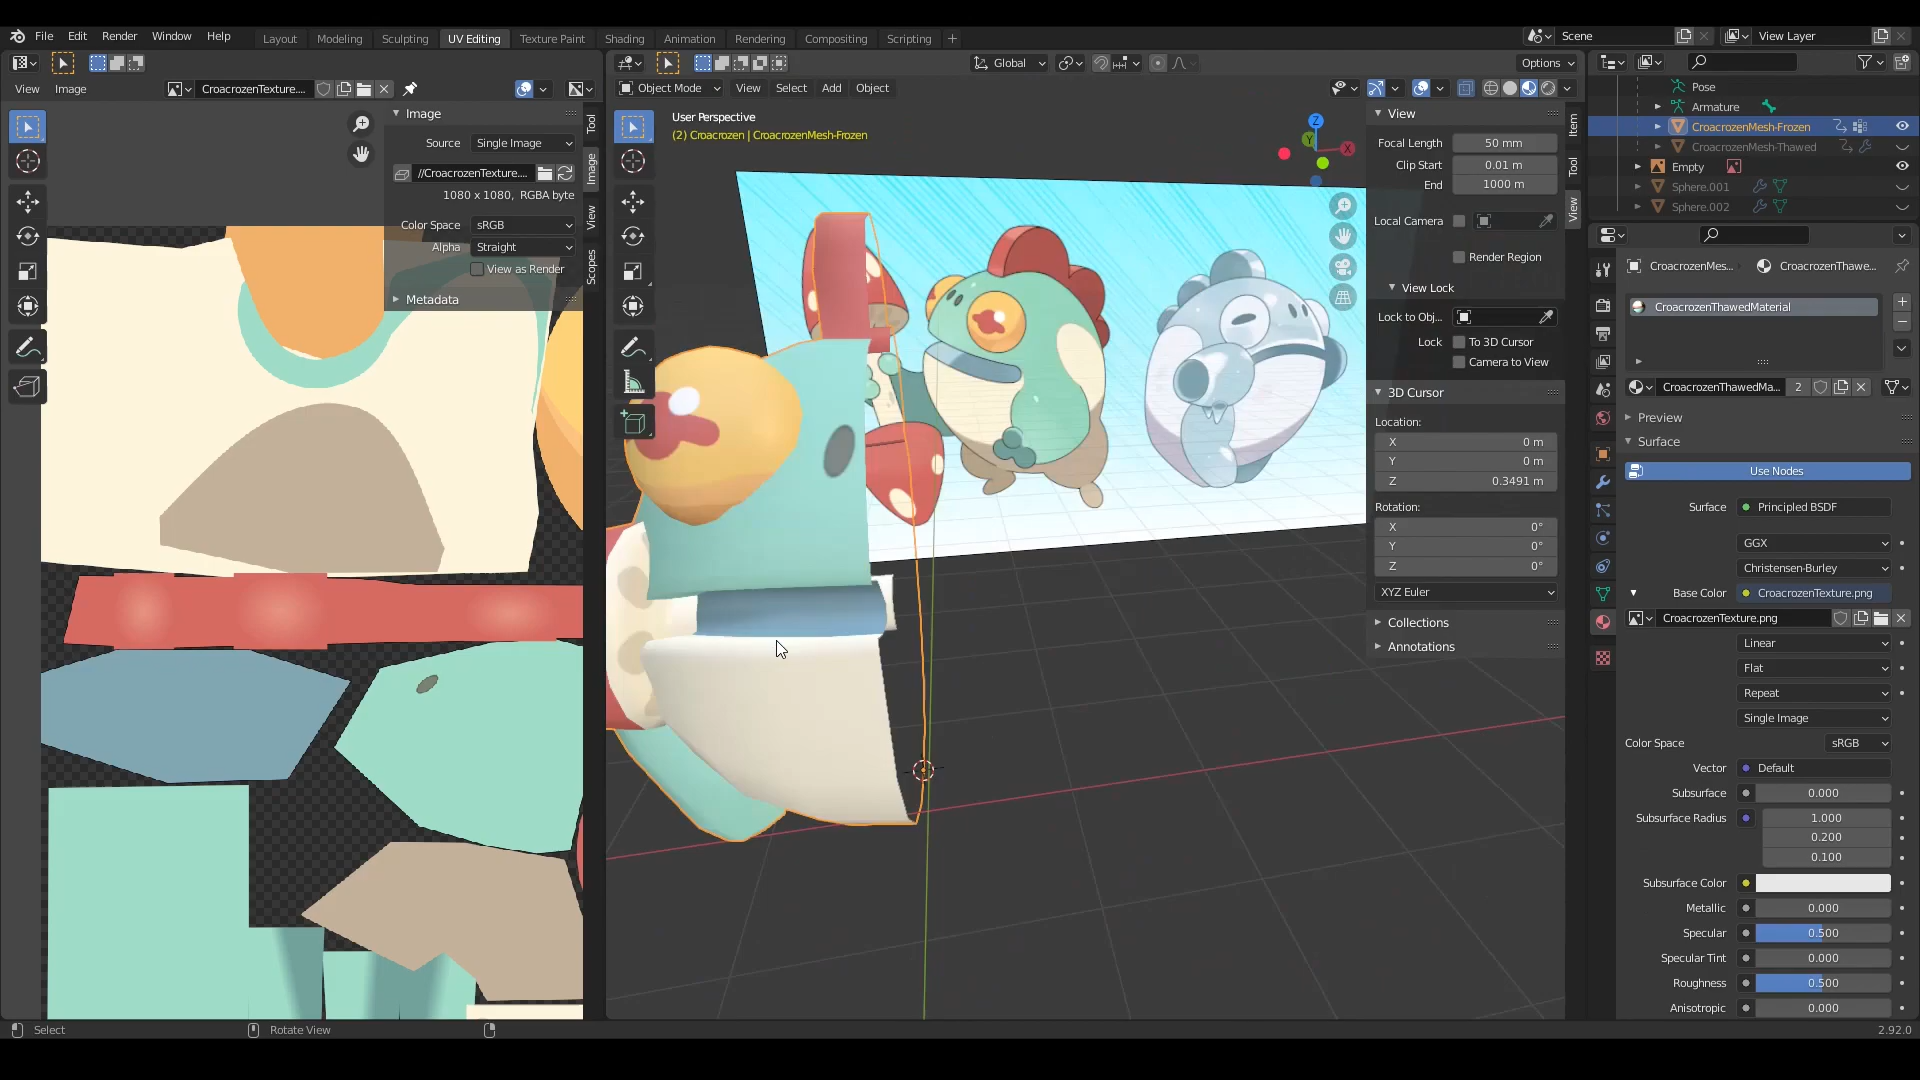 File Edit Render Window Help
Layout Modeling Sculpting UV Editing Texture Paint Shading Animation Rendering Compositing Scripting +
Scene
View Layer
Global
Options
View Image
CroacrozenTexture....
Object Mode
View Select Add Object
User Perspective
(2) Croacrozen | CroacrozenMesh-Frozen
Z
Y
X
Image
Source Single Image
//CroacrozenTexture....
1080 x 1080, RGBA byte
Color Space sRGB
Alpha Straight
View as Render
Metadata
Tool
Image
View
Scopes
View
Focal Length 50 mm
Clip Start 0.01 m
End 1000 m
Local Camera
Render Region
View Lock
Lock to Obj...
Lock To 3D Cursor
Camera to View
3D Cursor
Location:
X 0 m
Y 0 m
Z 0.3491 m
Rotation:
X 0°
Y 0°
Z 0°
XYZ Euler
Collections
Annotations
Item
Tool
View
Pose
Armature
CroacrozenMesh-Frozen
CroacrozenMesh-Thawed
Empty
Sphere.001
Sphere.002
CroacrozenMes... CroacrozenThawe...
CroacrozenThawedMaterial
CroacrozenThawedMa... 2
Preview
Surface
Use Nodes
Surface Principled BSDF
GGX
Christensen-Burley
Base Color CroacrozenTexture.png
CroacrozenTexture.png
Linear
Flat
Repeat
Single Image
Color Space sRGB
Vector Default
Subsurface 0.000
Subsurface Radius 1.000
0.200
0.100
Subsurface Color
Metallic 0.000
Specular 0.500
Specular Tint 0.000
Roughness 0.500
Anisotropic 0.000
Select
Rotate View
2.92.0